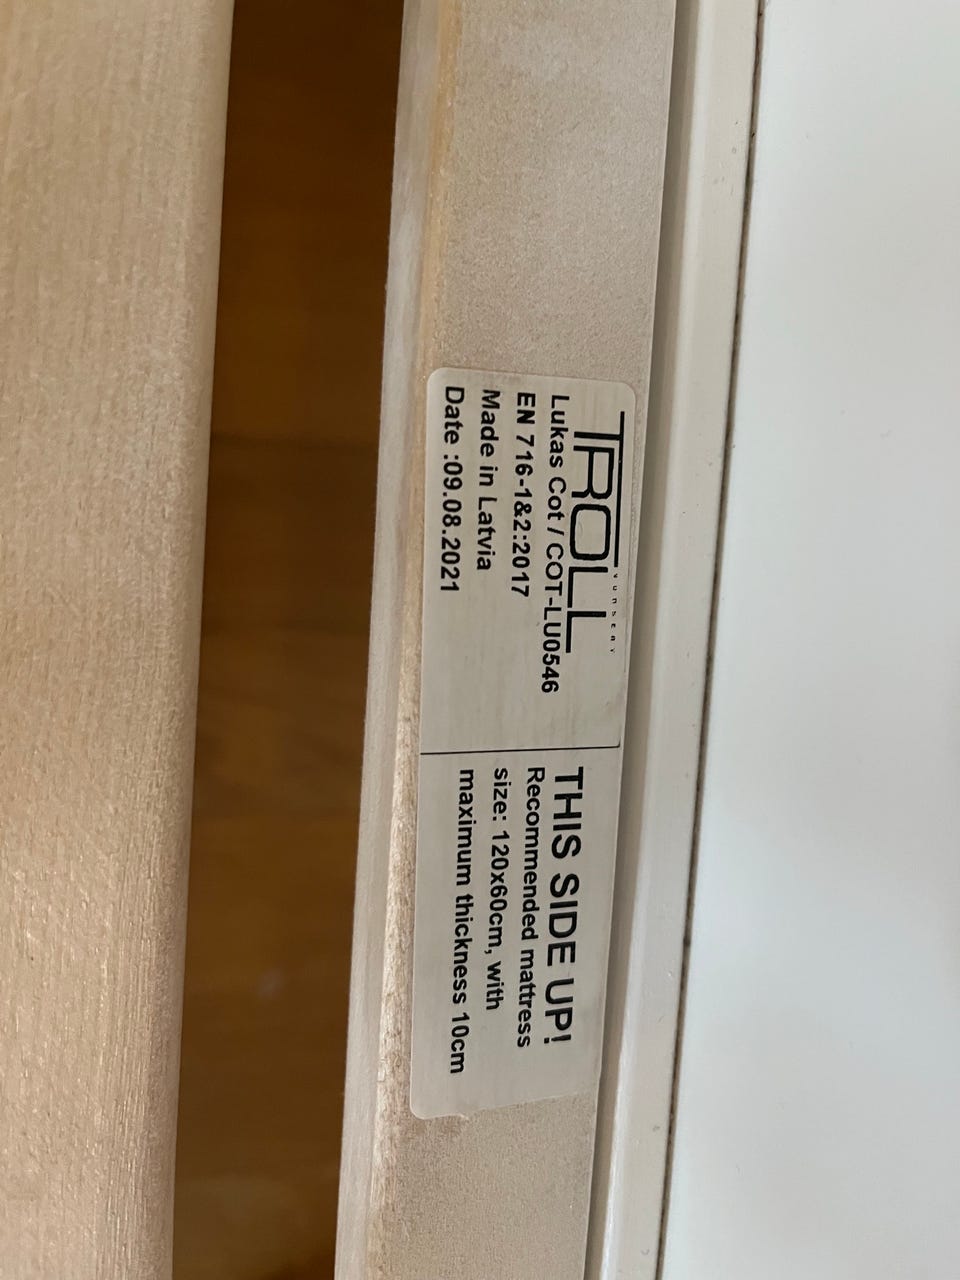 TROLL
NURSERY
Lukas Cot / COT-LU0546
EN 716-1&2:2017
Made in Latvia
Date :09.08.2021
THIS SIDE UP!
Recommended mattress
size: 120x60cm, with
maximum thickness 10cm